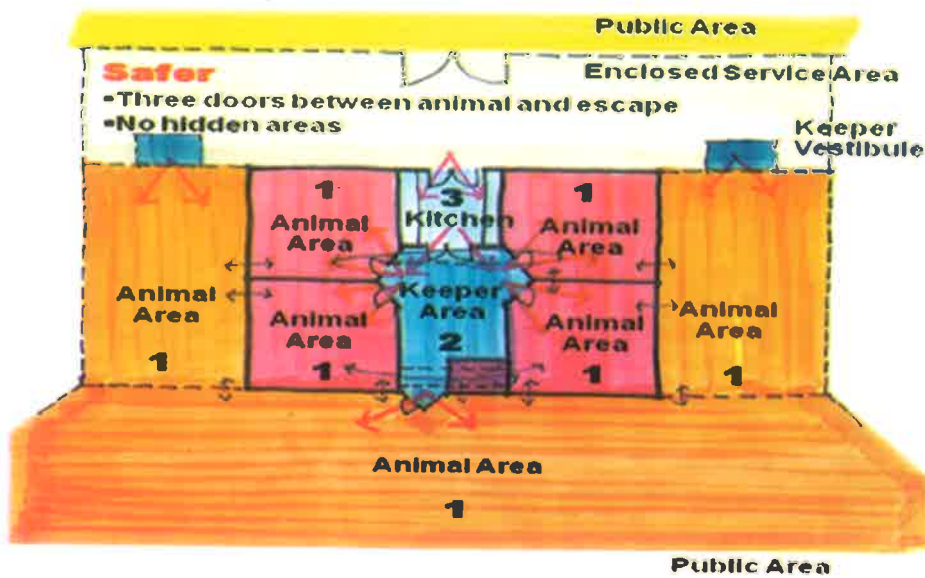 Public Area
Safer
Enclosed Service Area
•Three doors between animal and escape
•No hidden areas
Keeper
Vestibule
1
Animal
Area
3
Kitchen
1
Animal
Area
Animal
Area
1
Animal
Area
1
Keeper
Area
2
Animal
Area
1
Animal
Area
1
Animal Area
1
Public Area